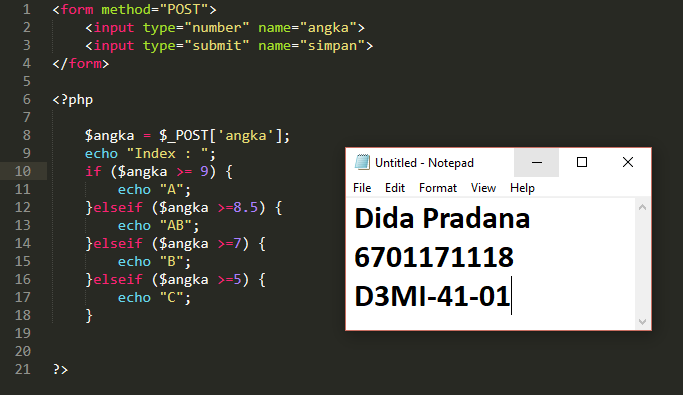 1 <form method="POST">
2     <input type="number" name="angka">
3     <input type="submit" name="simpan">
4 </form>
5
6 <?php
7
8     $angka = $_POST['angka'];
9     echo "Index : ";
10     if ($angka >= 9) {
11         echo "A";
12     }elseif ($angka >=8.5) {
13         echo "AB";
14     }elseif ($angka >=7) {
15         echo "B";
16     }elseif ($angka >=5) {
17         echo "C";
18     }
19
20
21 ?>
Untitled - Notepad
File Edit Format View Help
Dida Pradana
6701171118
D3MI-41-01